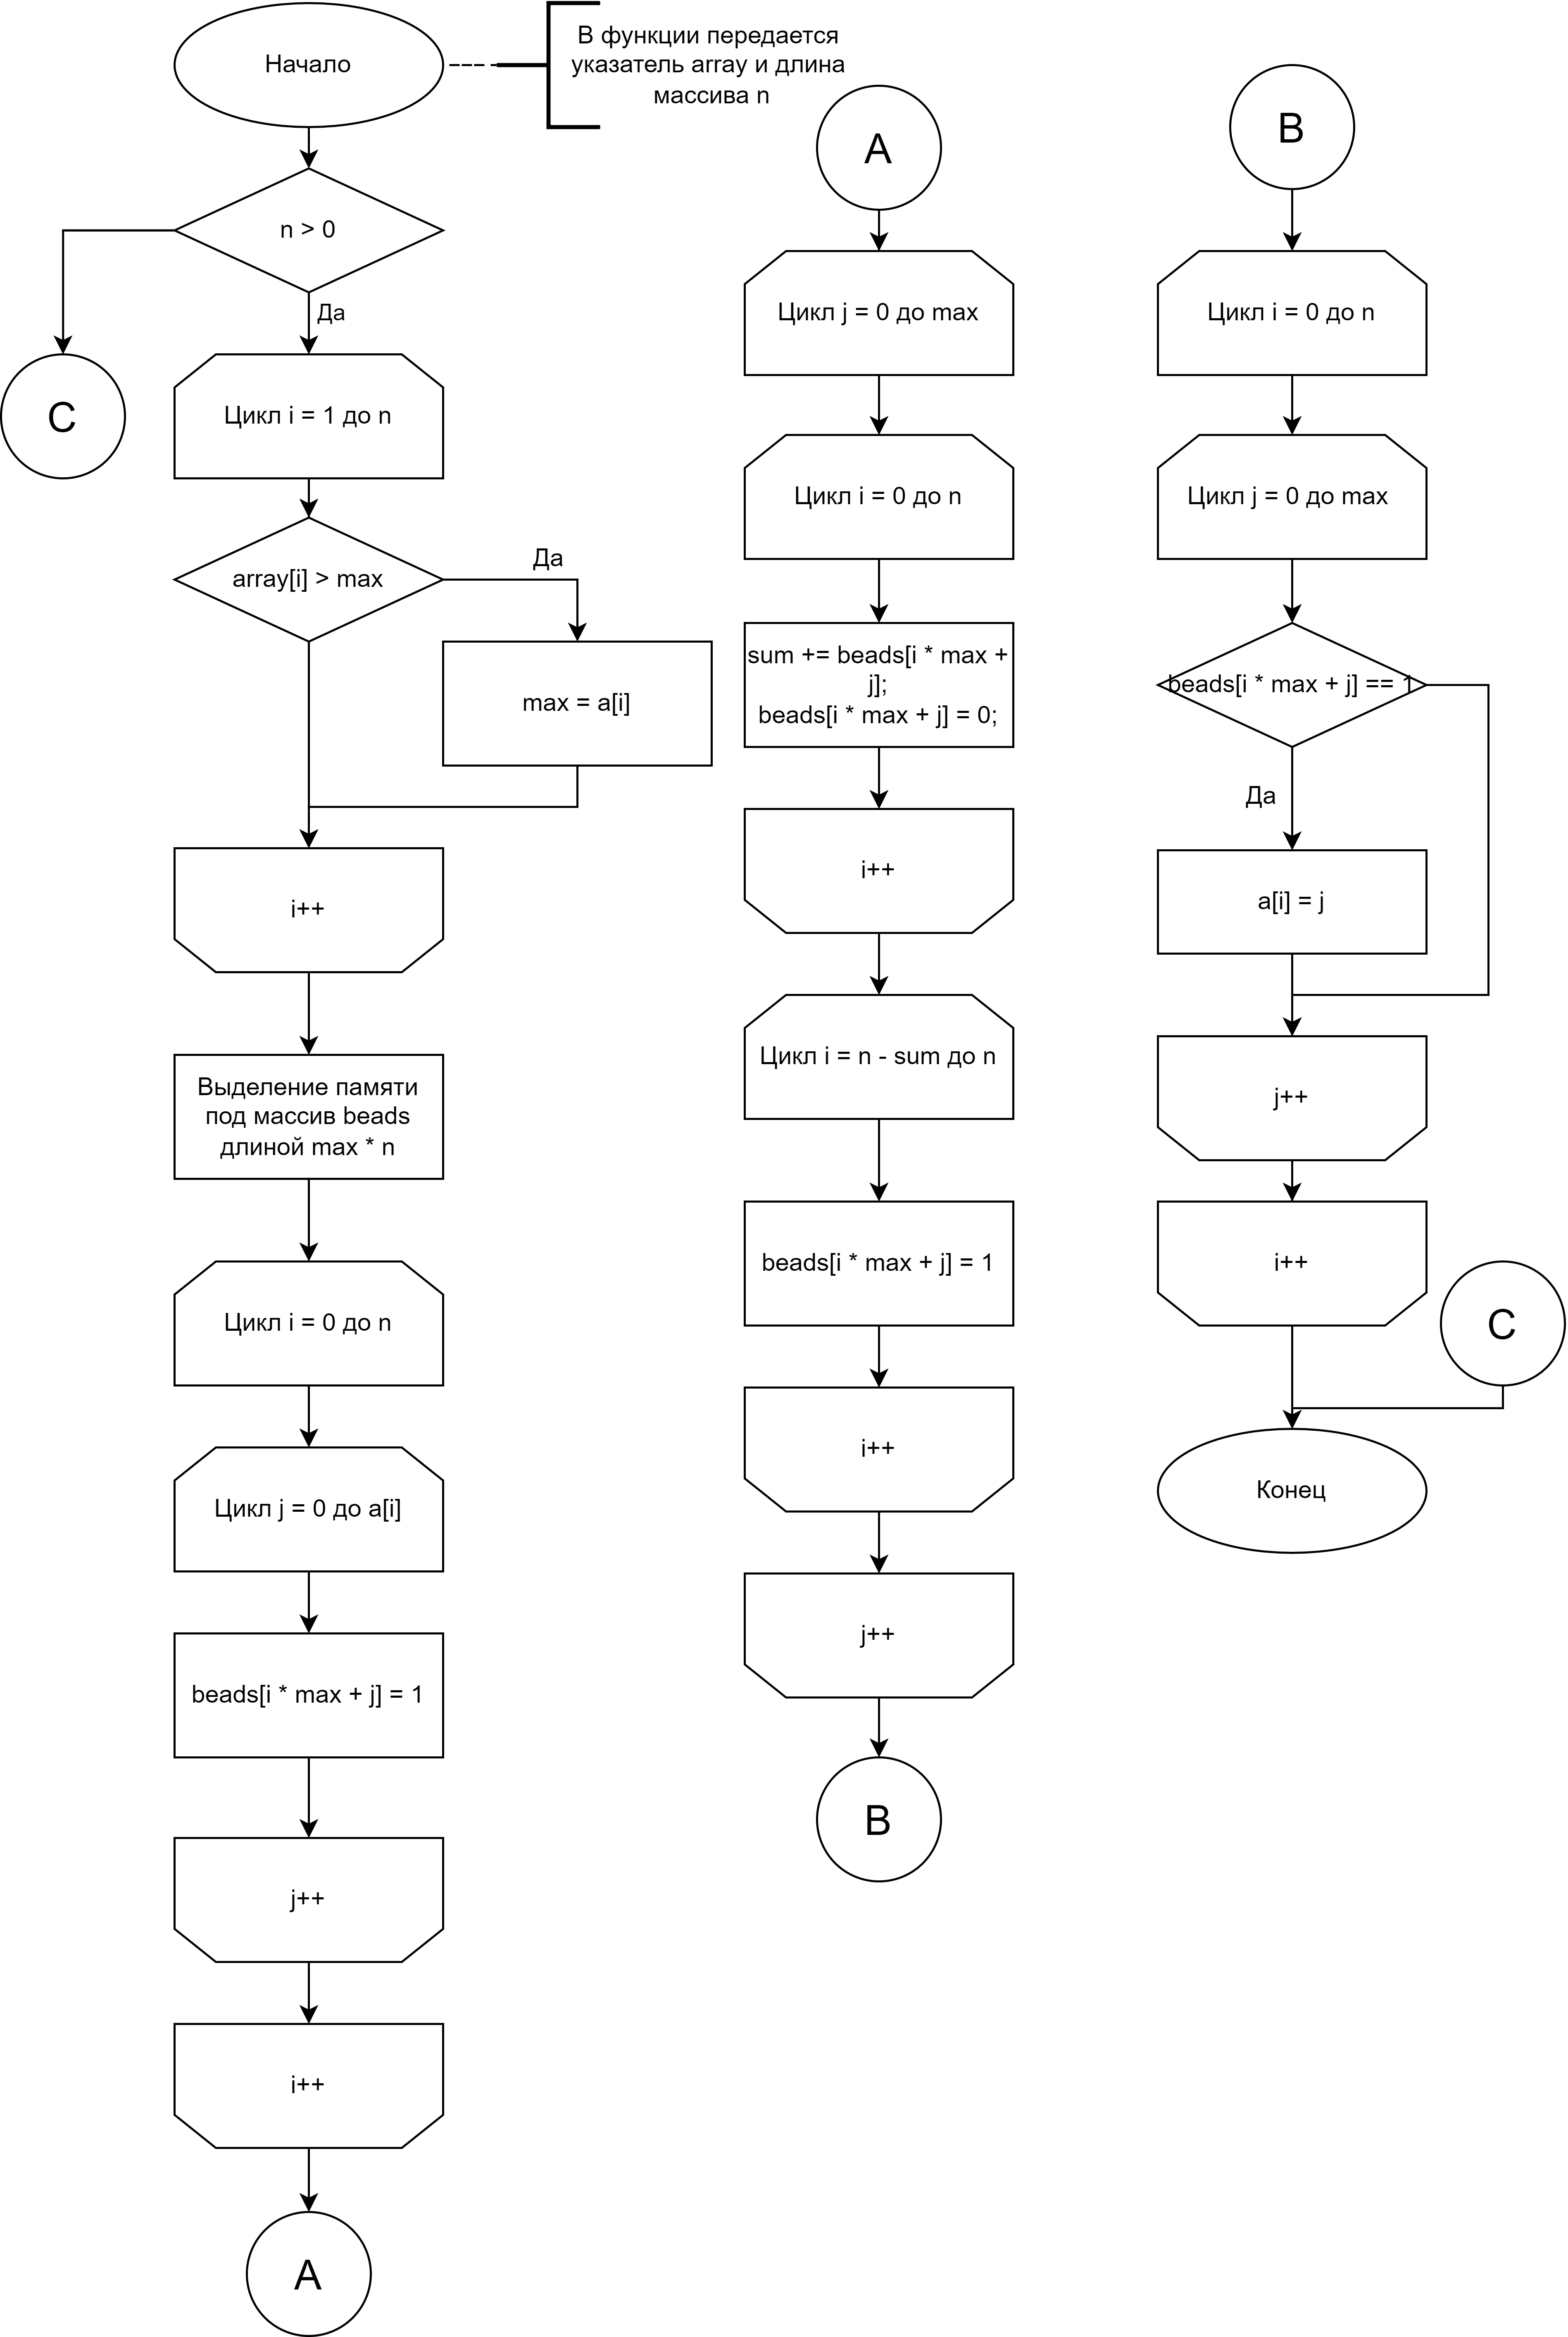 Начало
В функции передается
указатель array и длина
массива n
n > 0
Да
C
Цикл i = 1 до n
array[i] > max
Да
max = a[i]
i++
Выделение памяти
под массив beads
длиной max * n
Цикл i = 0 до n
Цикл j = 0 до a[i]
beads[i * max + j] = 1
j++
i++
A
A
Цикл j = 0 до max
Цикл i = 0 до n
sum += beads[i * max +
j];
beads[i * max + j] = 0;
i++
Цикл i = n - sum до n
beads[i * max + j] = 1
i++
j++
B
B
Цикл i = 0 до n
Цикл j = 0 до max
beads[i * max + j] == 1
Да
a[i] = j
j++
i++
C
Конец